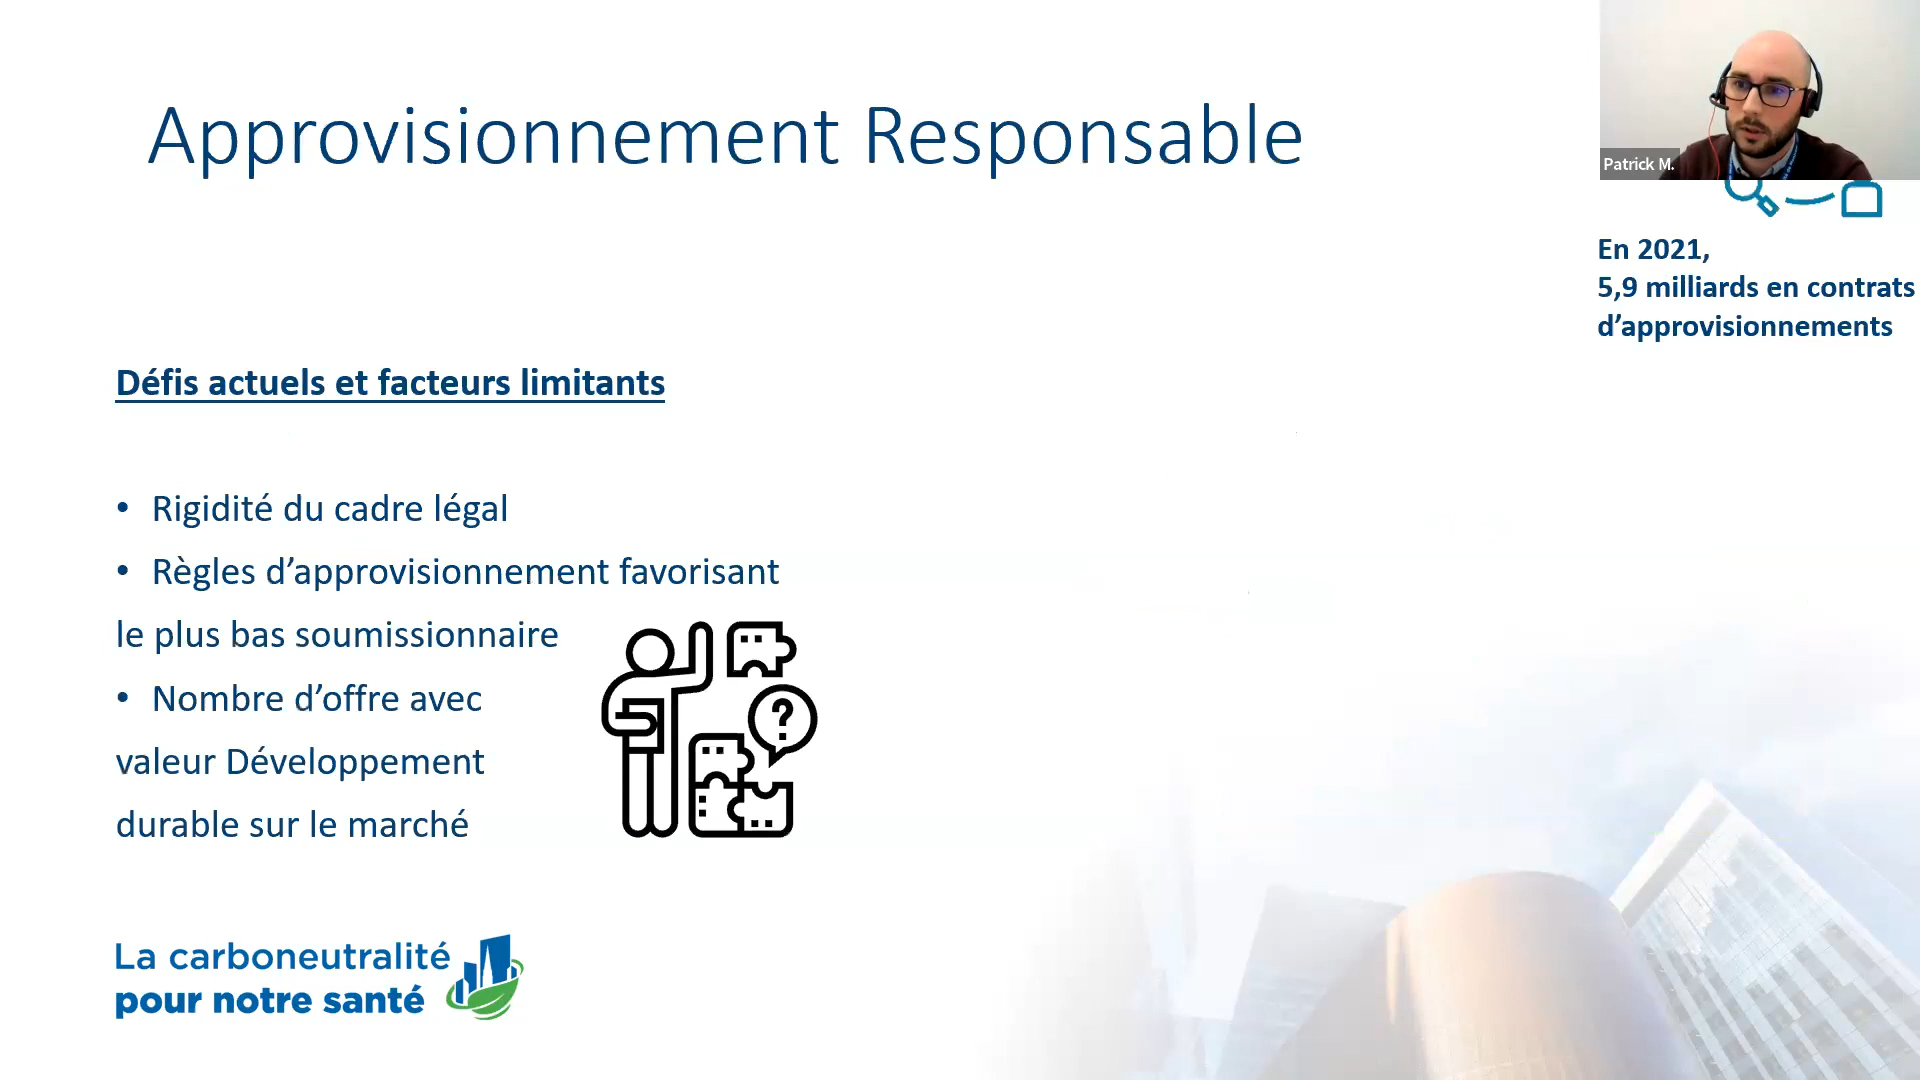 Approvisionnement Responsable
Patrick M.
En 2021,
5,9 milliards en contrats
d’approvisionnements
Défis actuels et facteurs limitants
• Rigidité du cadre légal
• Règles d’approvisionnement favorisant
le plus bas soumissionnaire
• Nombre d’offre avec
valeur Développement
durable sur le marché
?
La carboneutralité
pour notre santé